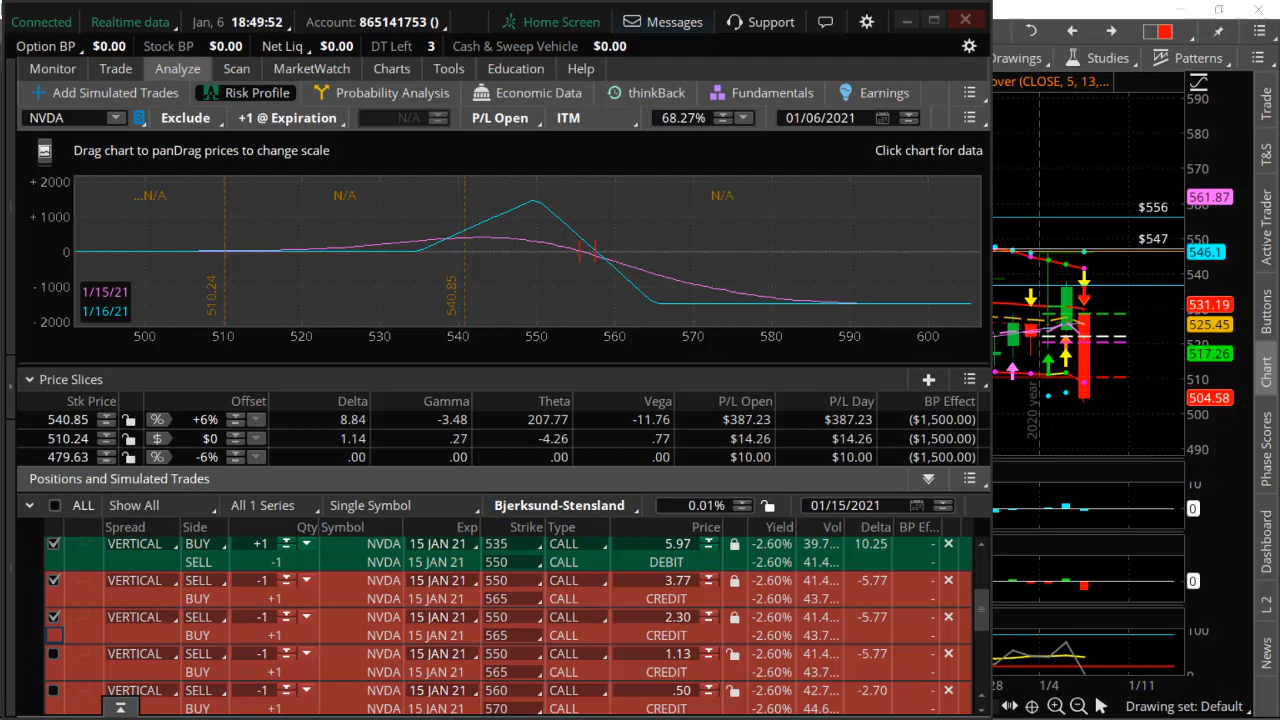 Connected Realtime data Jan, 6 18:49:52 Account: 865141753 () Home Screen Messages Support
Option BP $0.00 Stock BP $0.00 Net Liq $0.00 DT Left 3 Cash & Sweep Vehicle $0.00
Monitor Trade Analyze Scan MarketWatch Charts Tools Education Help
Add Simulated Trades Risk Profile Probability Analysis Economic Data thinkBack Fundamentals Earnings
NVDA Exclude +1 @ Expiration N/A P/L Open ITM 68.27% 01/06/2021
Drag chart to panDrag prices to change scale Click chart for data
+ 2000
+ 1000
0
- 1000
- 2000
...N/A N/A N/A
510.24 540.85
1/15/21
1/16/21
500 510 520 530 540 550 560 570 580 590 600
Price Slices
Stk Price Offset Delta Gamma Theta Vega P/L Open P/L Day BP Effect
540.85 % +6% 8.84 -3.48 207.77 -11.76 $387.23 $387.23 ($1,500.00)
510.24 $ $0 1.14 .27 -4.26 .77 $14.26 $14.26 ($1,500.00)
479.63 % -6% .00 .00 .00 .00 $10.00 $10.00 ($1,500.00)
Positions and Simulated Trades
ALL Show All All 1 Series Single Symbol Bjerksund-Stensland 0.01% 01/15/2021
Spread Side Qty Symbol Exp Strike Type Price Yield Vol Delta BP Ef...
VERTICAL BUY +1 NVDA 15 JAN 21 535 CALL 5.97 -2.60% 39.7... 10.25
SELL -1 NVDA 15 JAN 21 550 CALL DEBIT -2.60% 41.4...
VERTICAL SELL -1 NVDA 15 JAN 21 550 CALL 3.77 -2.60% 41.4... -5.77
BUY +1 NVDA 15 JAN 21 565 CALL CREDIT -2.60% 43.7...
VERTICAL SELL -1 NVDA 15 JAN 21 550 CALL 2.30 -2.60% 41.4... -5.77
BUY +1 NVDA 15 JAN 21 565 CALL CREDIT -2.60% 43.7...
VERTICAL SELL -1 NVDA 15 JAN 21 550 CALL 1.13 -2.60% 41.4... -5.77
BUY +1 NVDA 15 JAN 21 565 CALL CREDIT -2.60% 43.7...
VERTICAL SELL -1 NVDA 15 JAN 21 560 CALL .50 -2.60% 42.7... -2.70
BUY +1 NVDA 15 JAN 21 570 CALL CREDIT -2.60% 44.6...
Drawings Studies Patterns
over (CLOSE, 5, 13,...
590
580
570
561.87
$556
550
$547
546.1
540
531.19
525.45
520
517.26
510
504.58
500
490
2020 year
10
0
0
100
28 1/4 1/11
Drawing set: Default
Trade
T&S
Active Trader
Buttons
Chart
Phase Scores
Dashboard
L 2
News